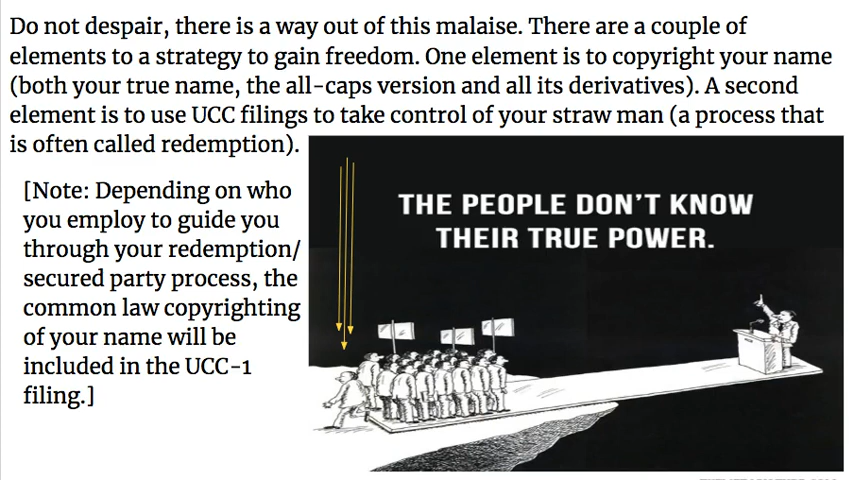 Do not despair, there is a way out of this malaise. There are a couple of
elements to a strategy to gain freedom. One element is to copyright your name
(both your true name, the all-caps version and all its derivatives). A second
element is to use UCC filings to take control of your straw man (a process that
is often called redemption).
[Note: Depending on who
you employ to guide you
through your redemption/
secured party process, the
common law copyrighting
of your name will be
included in the UCC-1
filing.]
THE PEOPLE DON'T KNOW
THEIR TRUE POWER.